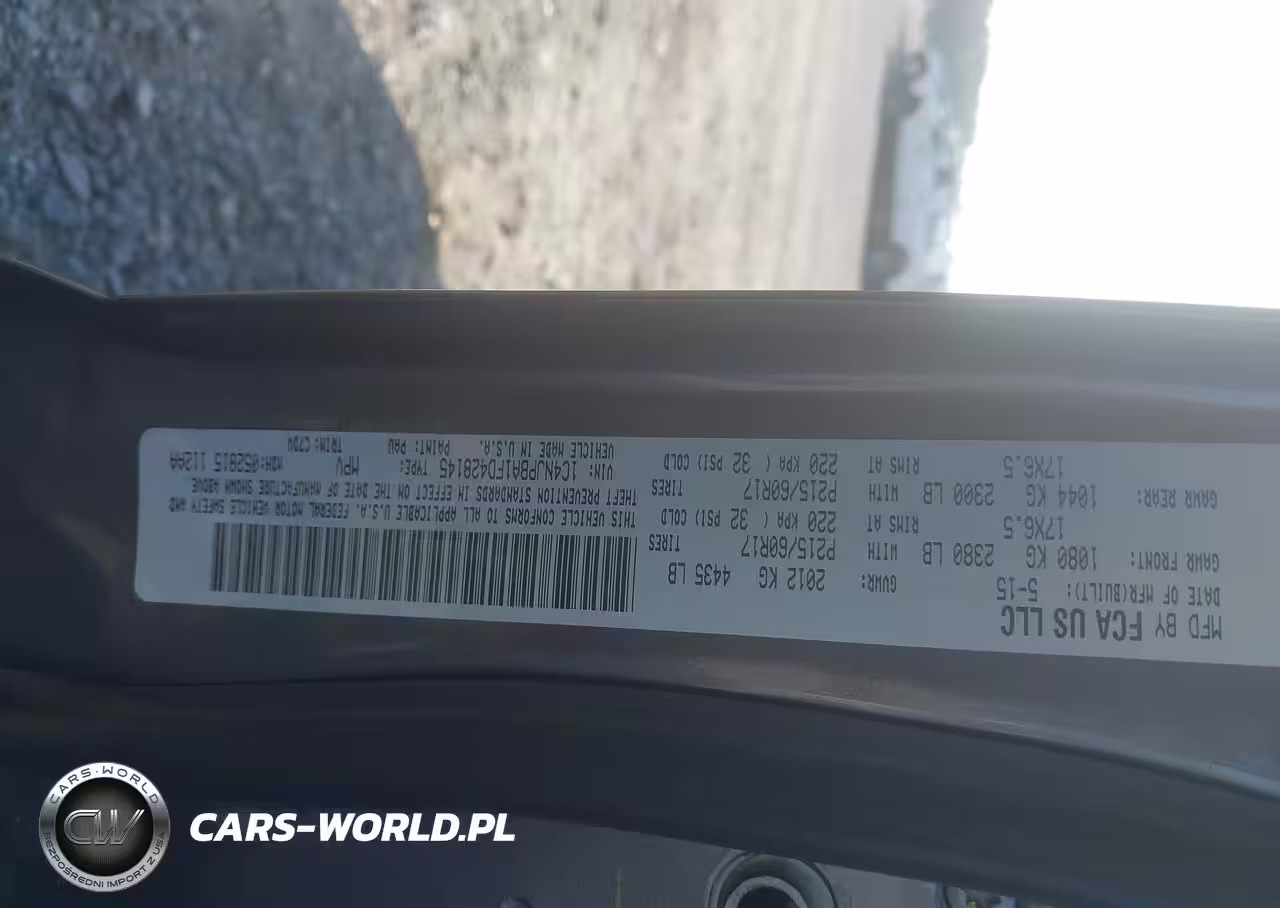 MFD BY FCA US LLC
DATE OF MFR(BUILT): 5-15 GVWR: 2012 KG 4435 LB
GAWR FRONT: 1080 KG 2380 LB WITH P215/60R17 TIRES
17X6.5 RIMS AT 220 KPA ( 32 PSI) COLD
GAWR REAR: 1044 KG 2300 LB WITH P215/60R17 TIRES
17X6.5 RIMS AT 220 KPA ( 32 PSI) COLD
THIS VEHICLE CONFORMS TO ALL APPLICABLE U.S.A. FEDERAL MOTOR VEHICLE SAFETY AND
THEFT PREVENTION STANDARDS IN EFFECT ON THE DATE OF MANUFACTURE SHOWN ABOVE
VIN: 1C4NJPBA1FD428145 TYPE: MPV MDH:052815 112AA
VEHICLE MADE IN U.S.A. PAINT: PAU TRIM:
CARS-WORLD
CW
BEZPOŚREDNI IMPORT Z USA
CARS-WORLD.PL